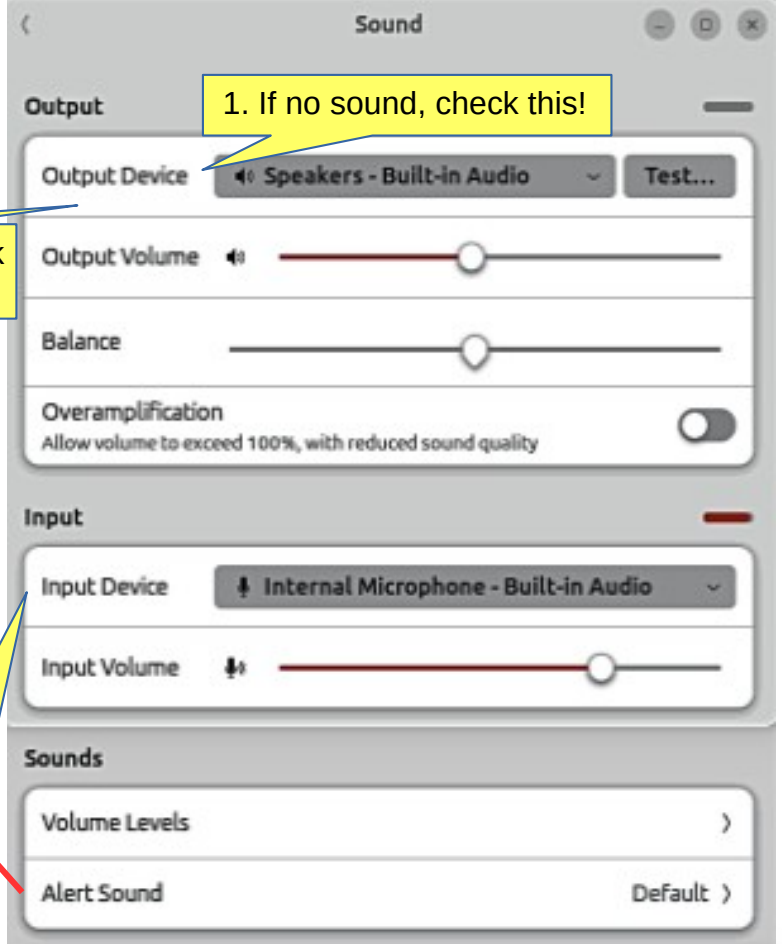 Sound
1. If no sound, check this!
Output
Output Device Speakers - Built-in Audio Test...
k
Output Volume
Balance
Overamplification
Allow volume to exceed 100%, with reduced sound quality
Input
Input Device Internal Microphone - Built-in Audio
Input Volume
Sounds
Volume Levels
Alert Sound Default